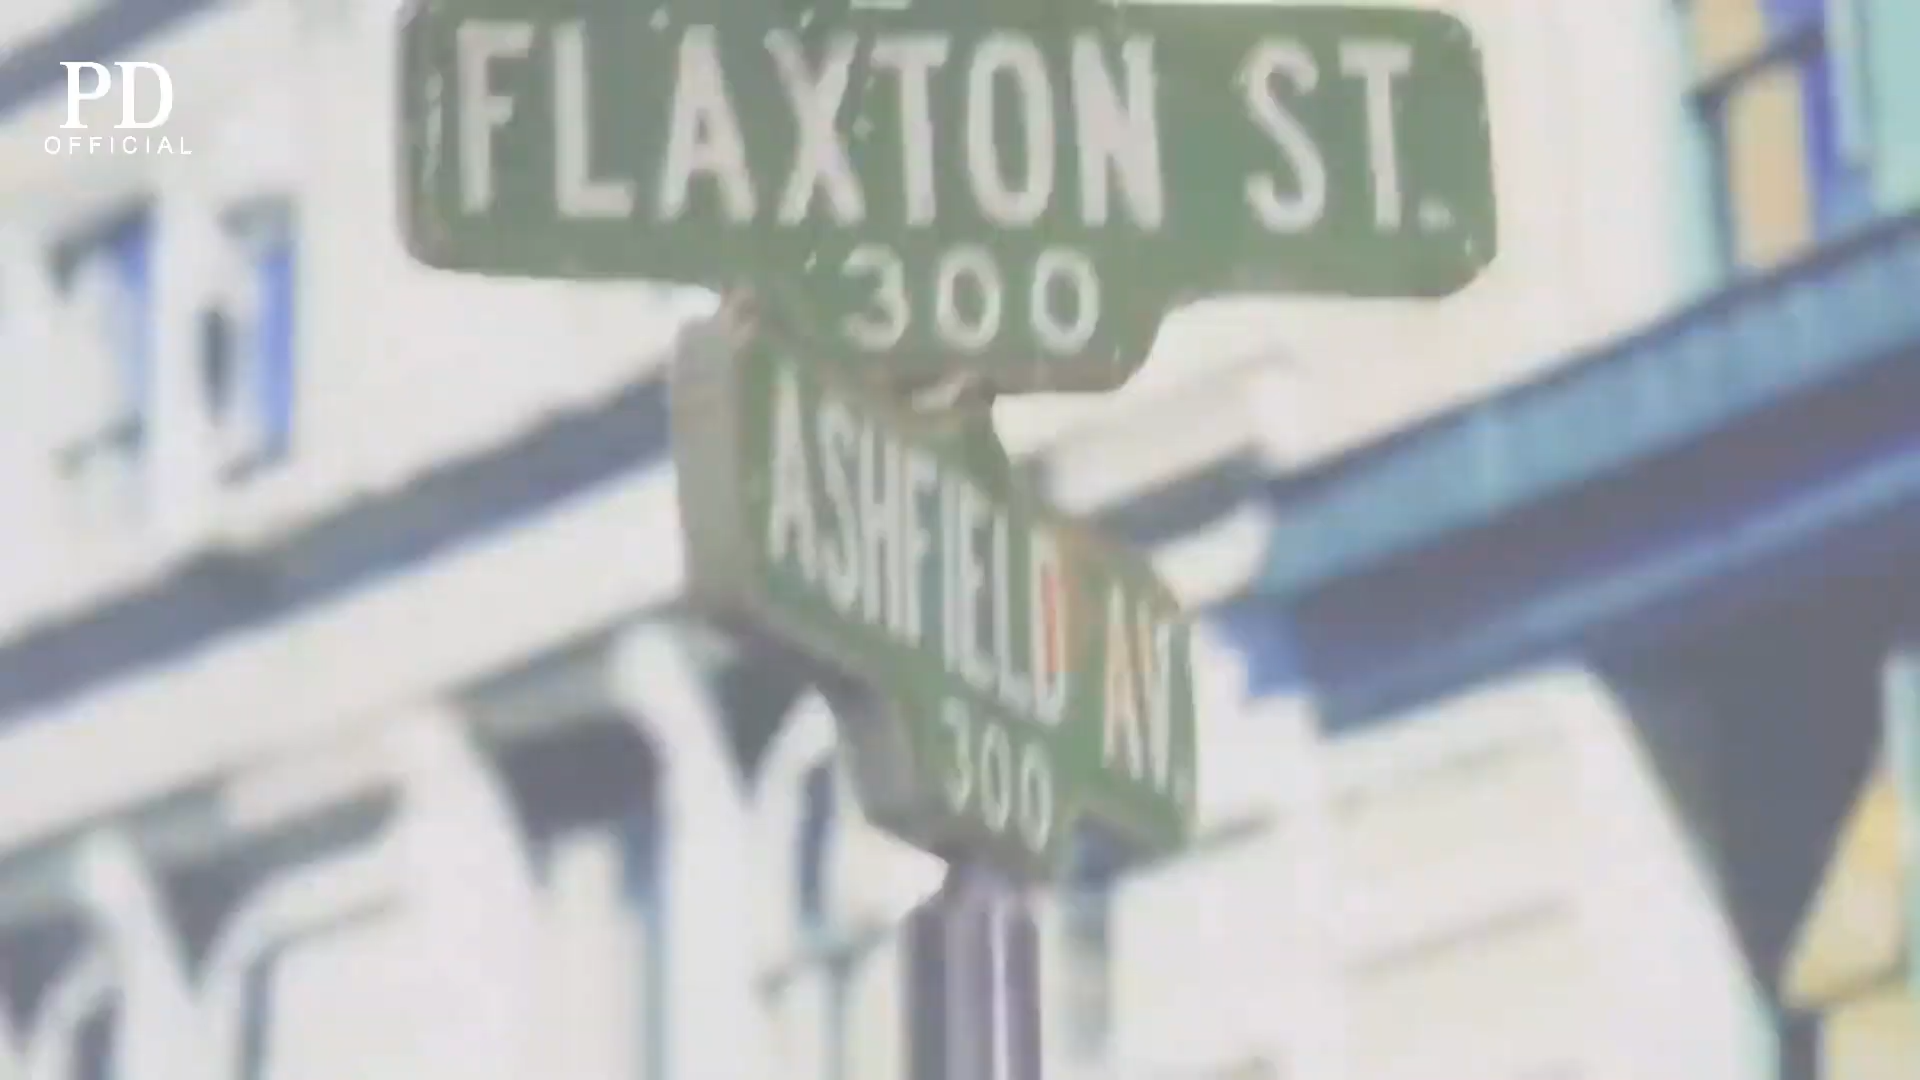 PD
OFFICIAL
FLAXTON ST.
300
ASHFIELD AV.
300